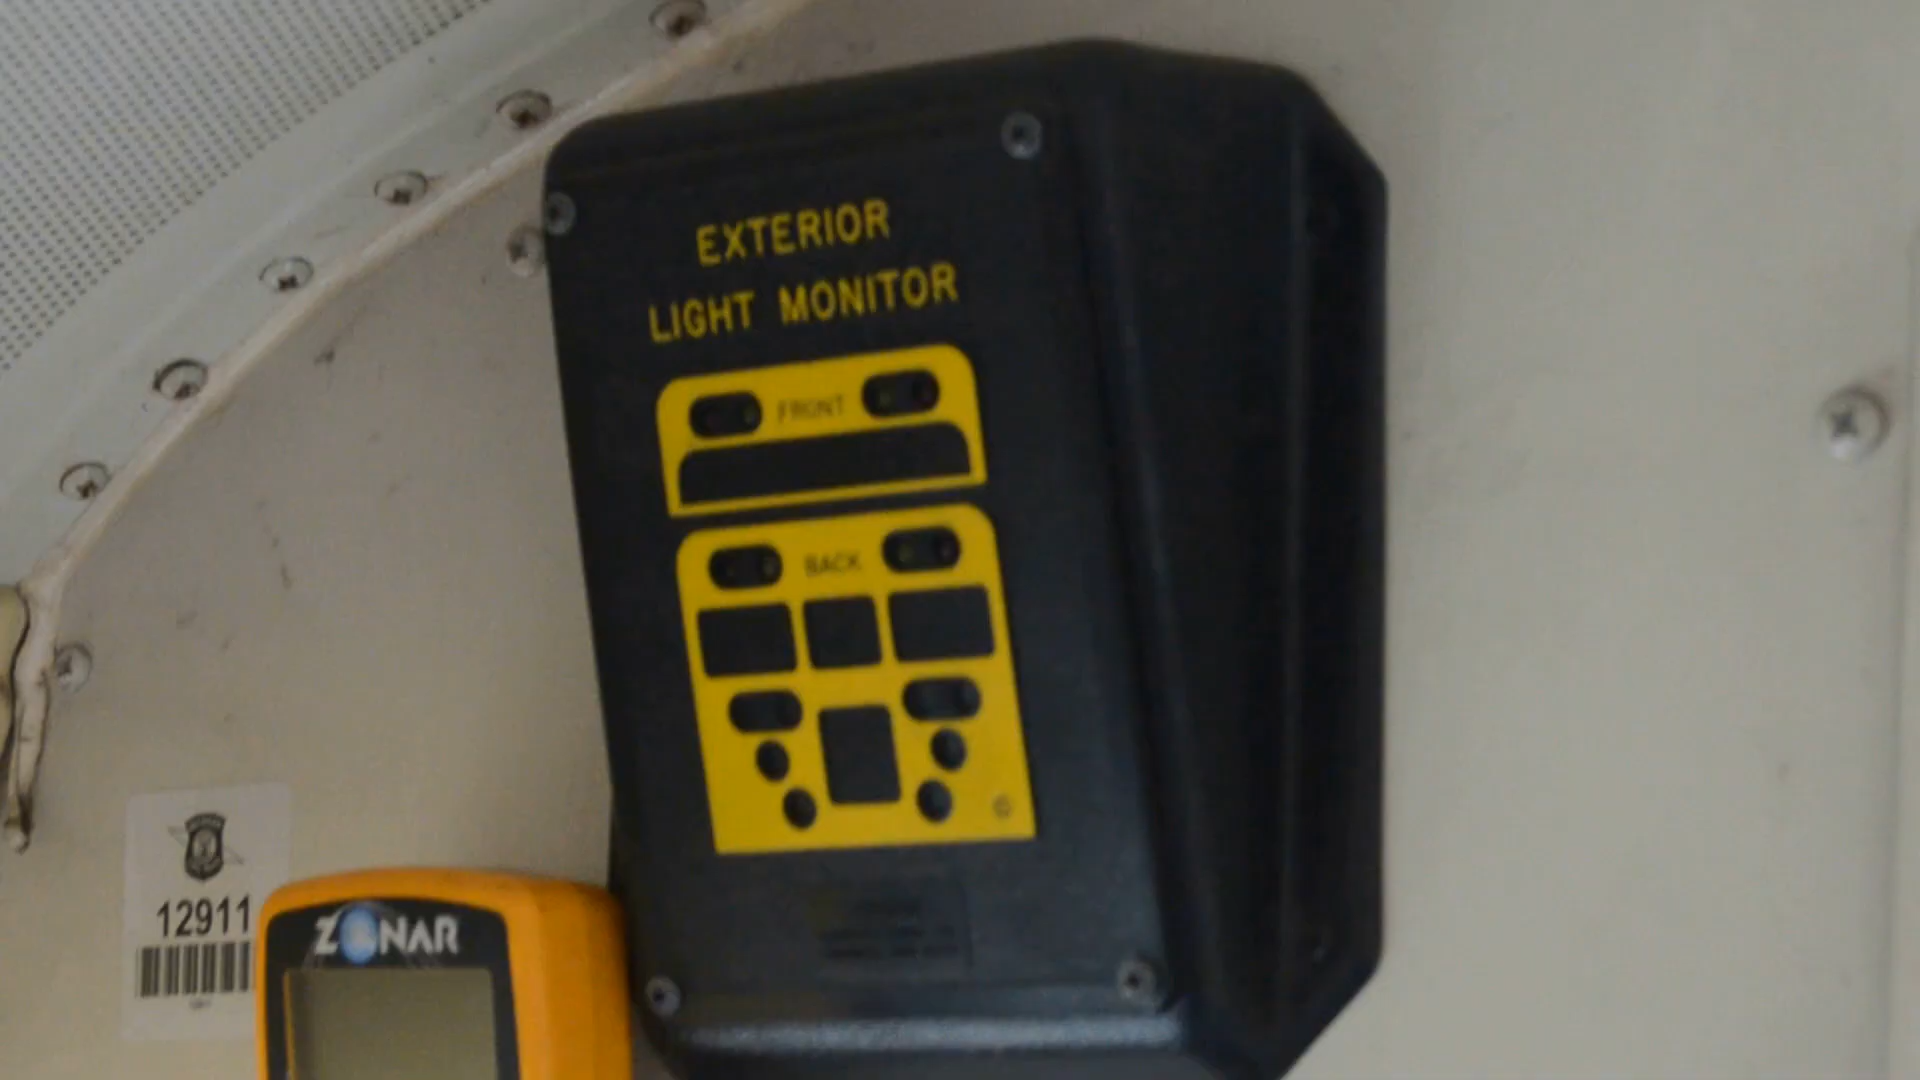 EXTERIOR
LIGHT MONITOR
FRONT
BACK
12911
ZONAR